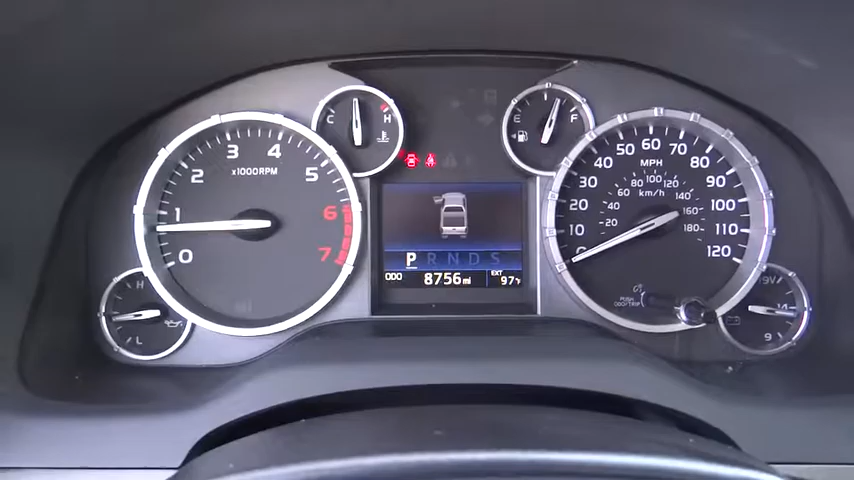 C H
E F
0 1 2 3 4 5 6 7
x1000RPM
0 10 20 30 40 50 60 70 80 90 100 110 120
MPH
20 40 60 80 100 120 140 160 180
km/h
P R N D S
ODO 8756mi EXT 97°F
H
L
PUSH
ODO/TRIP
19V
14
9